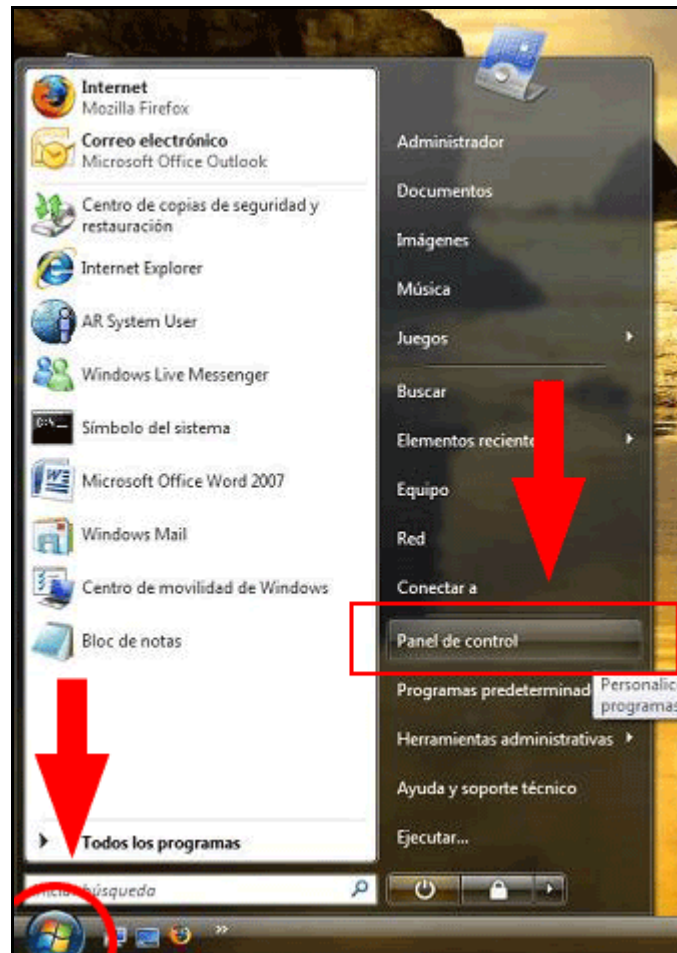 Internet
Mozilla Firefox
Correo electrónico
Microsoft Office Outlook
Centro de copias de seguridad y
restauración
Internet Explorer
AR System User
Windows Live Messenger
C:\
Símbolo del sistema
Microsoft Office Word 2007
Windows Mail
Centro de movilidad de Windows
Bloc de notas
Todos los programas
búsqueda
Administrador
Documentos
Imágenes
Música
Juegos
Buscar
Elementos reciente
Equipo
Red
Conectar a
Panel de control
Personalic
programas
Programas predeterminad
Herramientas administrativas
Ayuda y soporte técnico
Ejecutar...